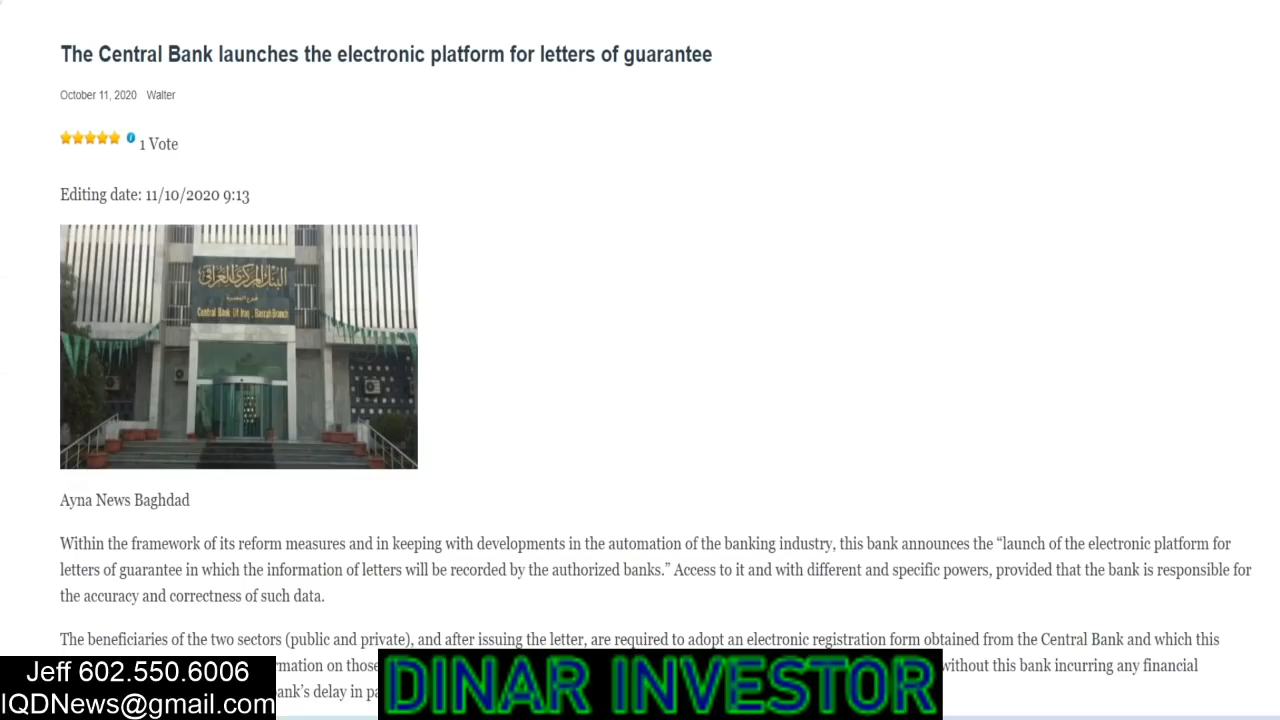 The Central Bank launches the electronic platform for letters of guarantee
October 11, 2020 Walter
1 Vote
Editing date: 11/10/2020 9:13
البنك المركزي العراقي
فرع البصرة
Central Bank Of Iraq . Basrah Branch
Ayna News Baghdad
Within the framework of its reform measures and in keeping with developments in the automation of the banking industry, this bank announces the “launch of the electronic platform for
letters of guarantee in which the information of letters will be recorded by the authorized banks.” Access to it and with different and specific powers, provided that the bank is responsible for
the accuracy and correctness of such data.
The beneficiaries of the two sectors (public and private), and after issuing the letter, are required to adopt an electronic registration form obtained from the Central Bank and which this
on those without this bank incurring any financial
delay in
Jeff 602.550.6006
IQDNews@gmail.com
DINAR INVESTOR